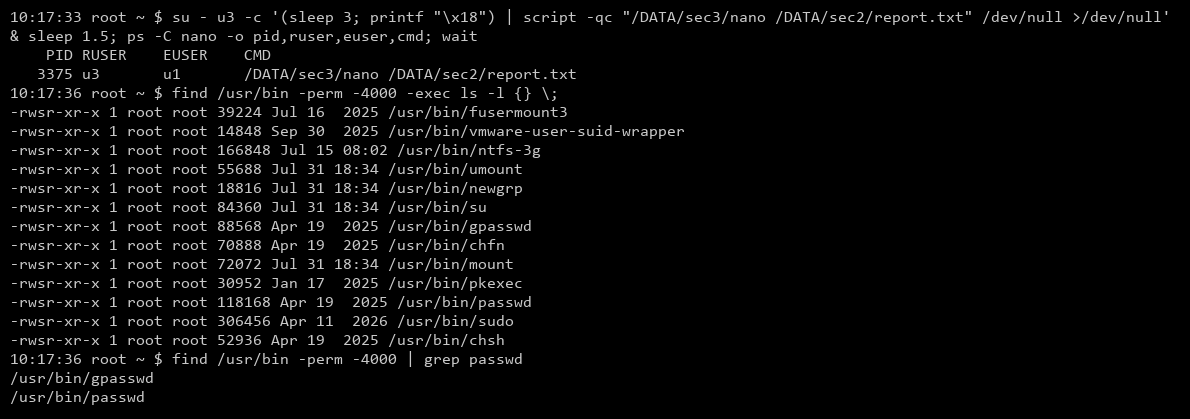 10:17:33 root ~ $ su - u3 -c '(sleep 3; printf "\x18") | script -qc "/DATA/sec3/nano /DATA/sec2/report.txt" /dev/null >/dev/null'
& sleep 1.5; ps -C nano -o pid,ruser,euser,cmd; wait
    PID RUSER    EUSER    CMD
   3375 u3       u1       /DATA/sec3/nano /DATA/sec2/report.txt
10:17:36 root ~ $ find /usr/bin -perm -4000 -exec ls -l {} \;
-rwsr-xr-x 1 root root 39224 Jul 16  2025 /usr/bin/fusermount3
-rwsr-xr-x 1 root root 14848 Sep 30  2025 /usr/bin/vmware-user-suid-wrapper
-rwsr-xr-x 1 root root 166848 Jul 15 08:02 /usr/bin/ntfs-3g
-rwsr-xr-x 1 root root 55688 Jul 31 18:34 /usr/bin/umount
-rwsr-xr-x 1 root root 18816 Jul 31 18:34 /usr/bin/newgrp
-rwsr-xr-x 1 root root 84360 Jul 31 18:34 /usr/bin/su
-rwsr-xr-x 1 root root 88568 Apr 19  2025 /usr/bin/gpasswd
-rwsr-xr-x 1 root root 70888 Apr 19  2025 /usr/bin/chfn
-rwsr-xr-x 1 root root 72072 Jul 31 18:34 /usr/bin/mount
-rwsr-xr-x 1 root root 30952 Jan 17  2025 /usr/bin/pkexec
-rwsr-xr-x 1 root root 118168 Apr 19  2025 /usr/bin/passwd
-rwsr-xr-x 1 root root 306456 Apr 11  2026 /usr/bin/sudo
-rwsr-xr-x 1 root root 52936 Apr 19  2025 /usr/bin/chsh
10:17:36 root ~ $ find /usr/bin -perm -4000 | grep passwd
/usr/bin/gpasswd
/usr/bin/passwd